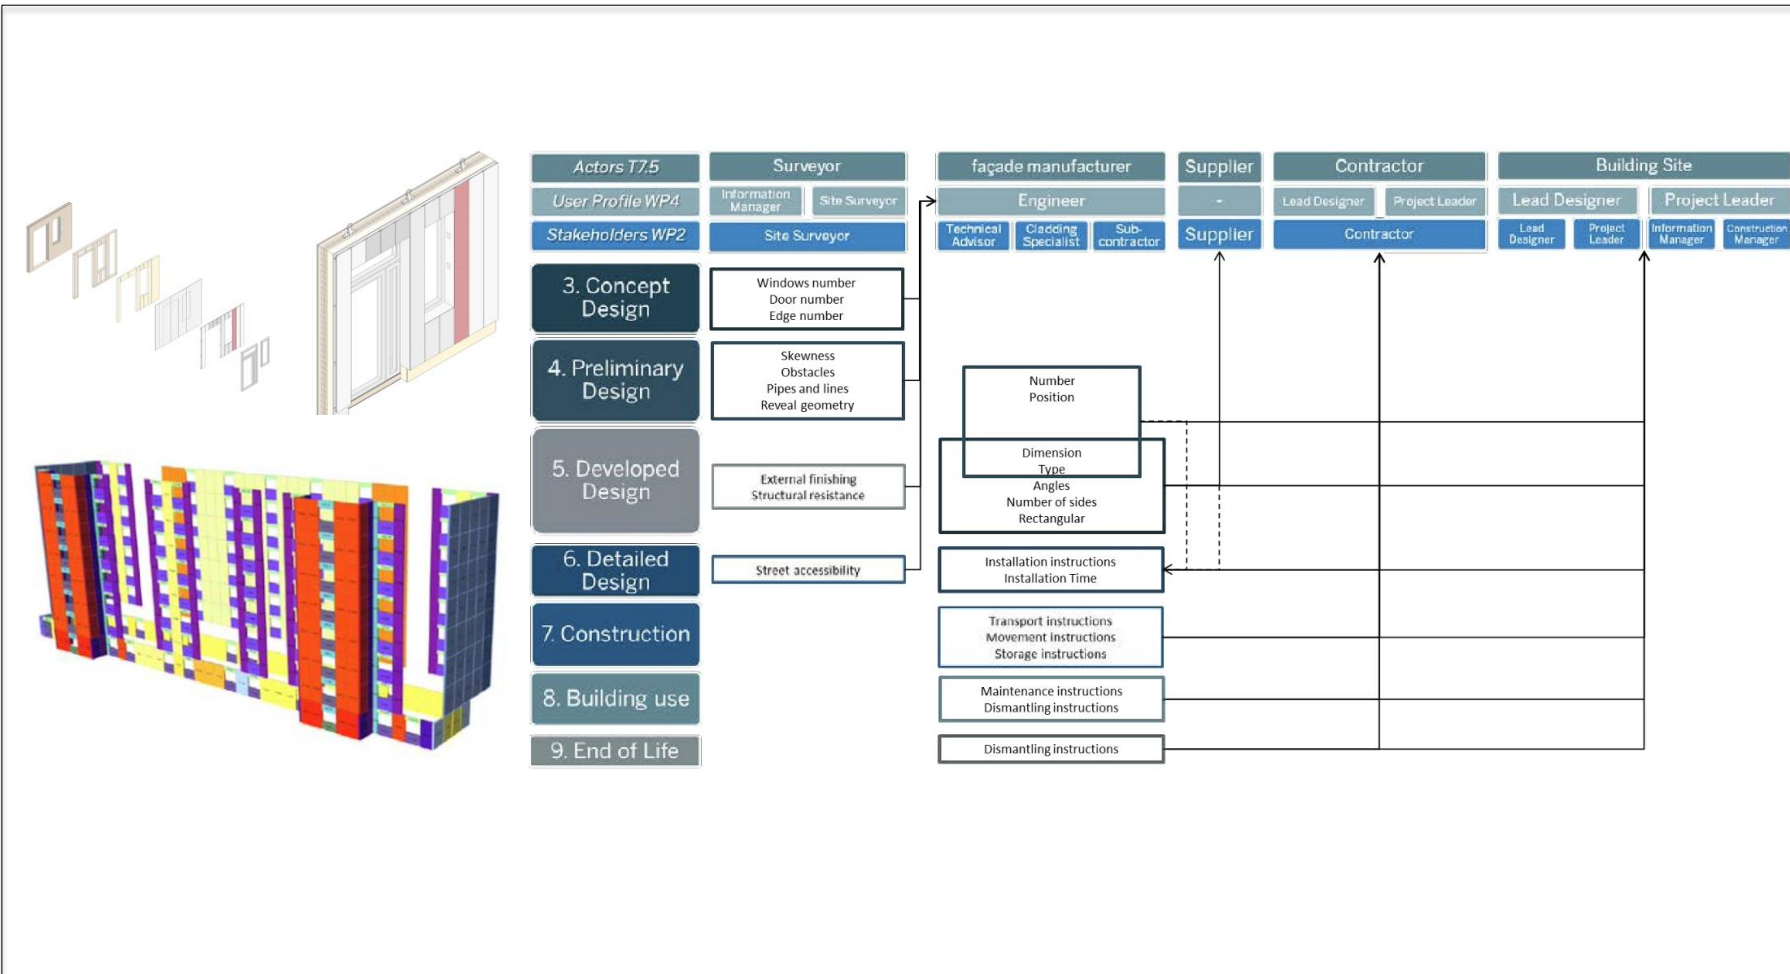 Actors T7.5
Surveyor
façade manufacturer
Supplier
Contractor
Building Site
User Profile WP4
Information
Manager
Site Surveyor
Engineer
-
Lead Designer
Project Leader
Lead Designer
Project Leader
Stakeholders WP2
Site Surveyor
Technical
Advisor
Cladding
Specialist
Sub-
contractor
Supplier
Contractor
Lead
Designer
Project
Leader
Information
Manager
Construction
Manager
3. Concept
Design
Windows number
Door number
Edge number
4. Preliminary
Design
Skewness
Obstacles
Pipes and lines
Reveal geometry
Number
Position
5. Developed
Design
External finishing
Structural resistance
Dimension
Type
Angles
Number of sides
Rectangular
6. Detailed
Design
Street accessibility
Installation instructions
Installation Time
7. Construction
Transport instructions
Movement instructions
Storage instructions
8. Building use
Maintenance instructions
Dismantling instructions
9. End of Life
Dismantling instructions